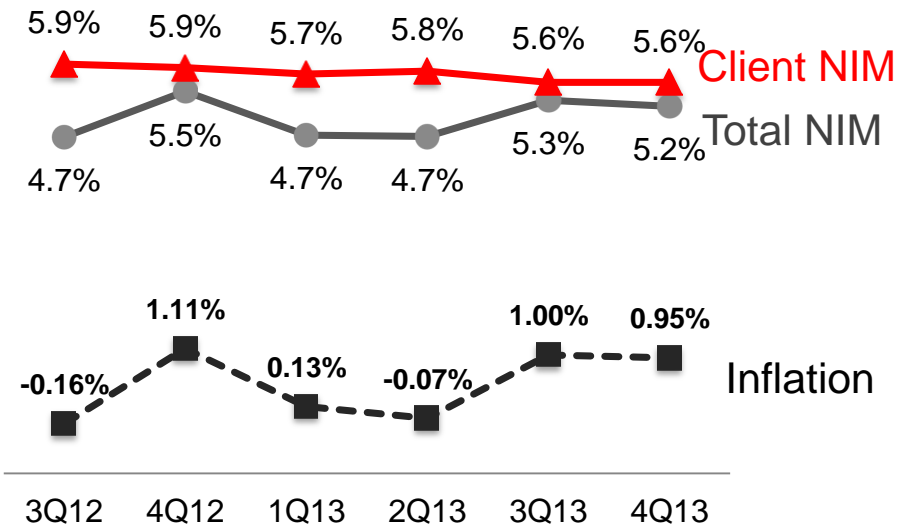 5.9% 5.9% 5.7% 5.8% 5.6% 5.6%
Client NIM
Total NIM
4.7% 5.5% 4.7% 4.7% 5.3% 5.2%
-0.16% 1.11% 0.13% -0.07% 1.00% 0.95%
Inflation
3Q12 4Q12 1Q13 2Q13 3Q13 4Q13